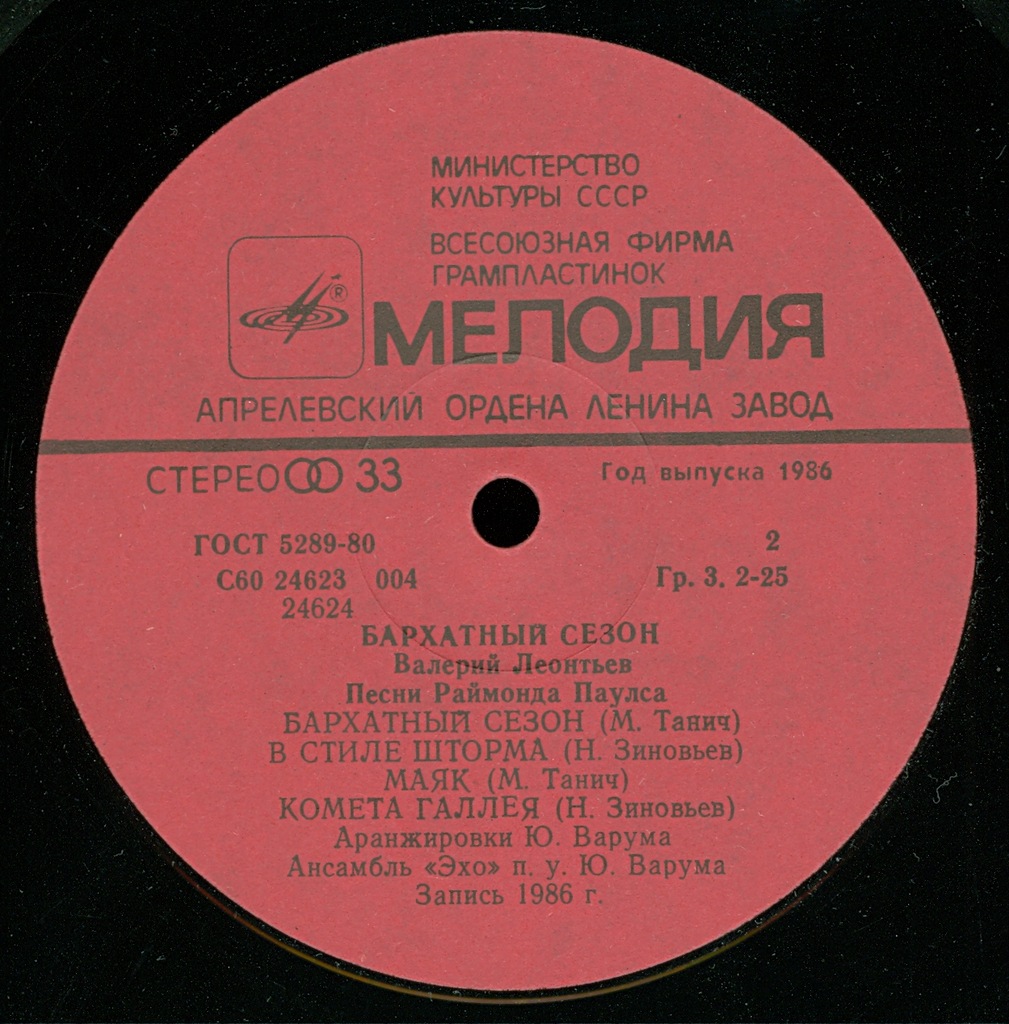 МИНИСТЕРСТВО
КУЛЬТУРЫ СССР
ВСЕСОЮЗНАЯ ФИРМА
ГРАМПЛАСТИНОК
®
МЕЛОДИЯ
АПРЕЛЕВСКИЙ ОРДЕНА ЛЕНИНА ЗАВОД
СТЕРЕО 33
Год выпуска 1986
ГОСТ 5289-80
2
С60 24623 004
Гр. 3. 2-25
24624
БАРХАТНЫЙ СЕЗОН
Валерий Леонтьев
Песни Раймонда Паулса
БАРХАТНЫЙ СЕЗОН (М. Танич)
В СТИЛЕ ШТОРМА (Н. Зиновьев)
МАЯК (М. Танич)
КОМЕТА ГАЛЛЕЯ (Н. Зиновьев)
Аранжировки Ю. Варума
Ансамбль «Эхо» п. у. Ю. Варума
Запись 1986 г.